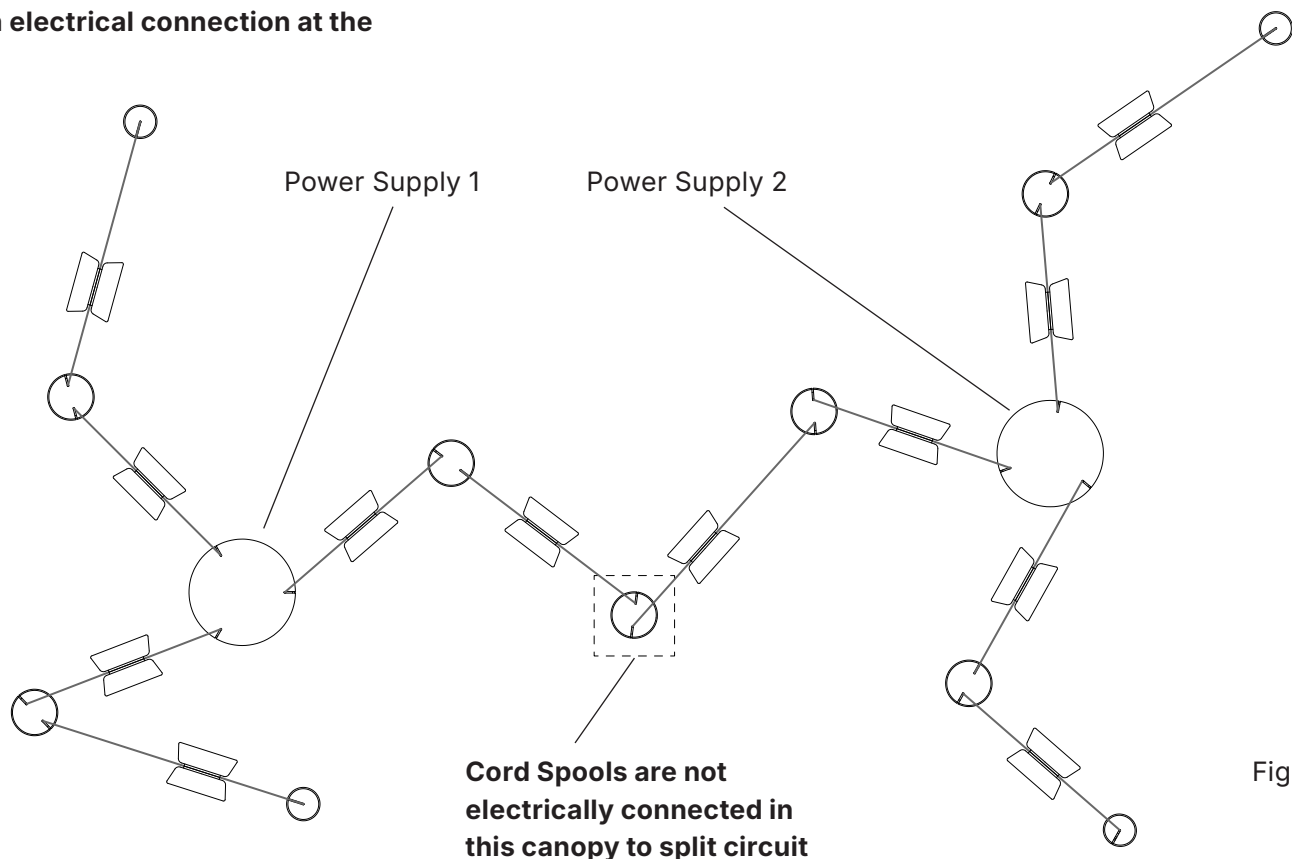 electrical connection at the
Power Supply 1
Power Supply 2
Cord Spools are not
electrically connected in
this canopy to split circuit
Fig